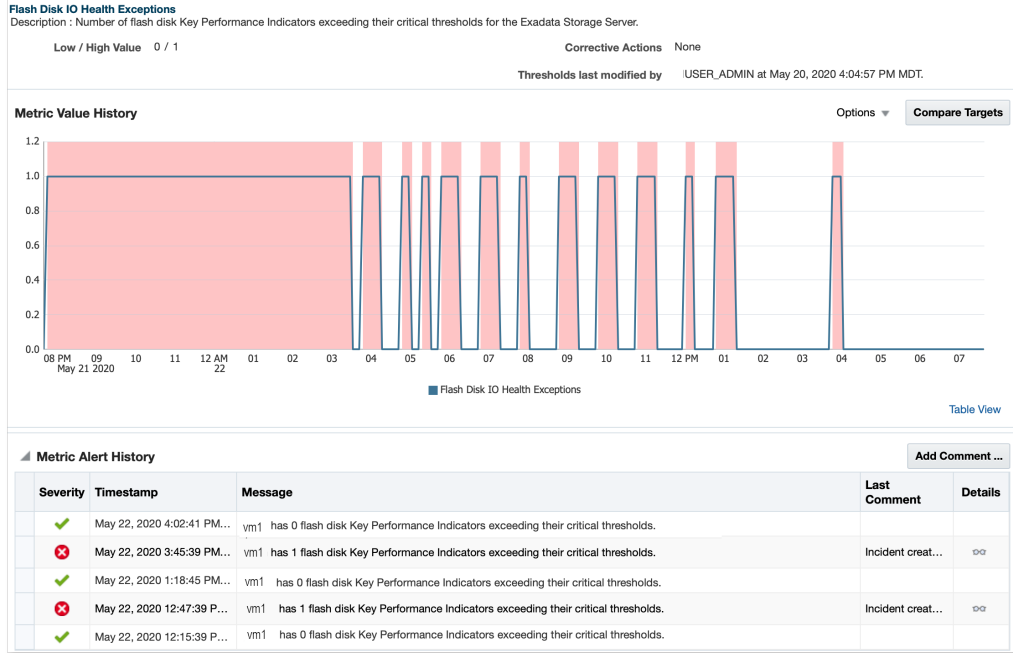 Flash Disk IO Health Exceptions
Description : Number of flash disk Key Performance Indicators exceeding their critical thresholds for the Exadata Storage Server.
Low / High Value 0 / 1 Corrective Actions None
Thresholds last modified by USER_ADMIN at May 20, 2020 4:04:57 PM MDT.
Metric Value History Options Compare Targets
1.2
1.0
0.8
0.6
0.4
0.2
0.0
08 PM 09 10 11 12 AM 01 02 03 04 05 06 07 08 09 10 11 12 PM 01 02 03 04 05 06 07
May 21 2020 22
Flash Disk IO Health Exceptions
Table View
Metric Alert History Add Comment ...
Severity Timestamp Message Last Comment Details
May 22, 2020 4:02:41 PM... vm1 has 0 flash disk Key Performance Indicators exceeding their critical thresholds.
May 22, 2020 3:45:39 PM... vm1 has 1 flash disk Key Performance Indicators exceeding their critical thresholds. Incident creat...
May 22, 2020 1:18:45 PM... vm1 has 0 flash disk Key Performance Indicators exceeding their critical thresholds.
May 22, 2020 12:47:39 P... vm1 has 1 flash disk Key Performance Indicators exceeding their critical thresholds. Incident creat...
May 22, 2020 12:15:39 P... vm1 has 0 flash disk Key Performance Indicators exceeding their critical thresholds.